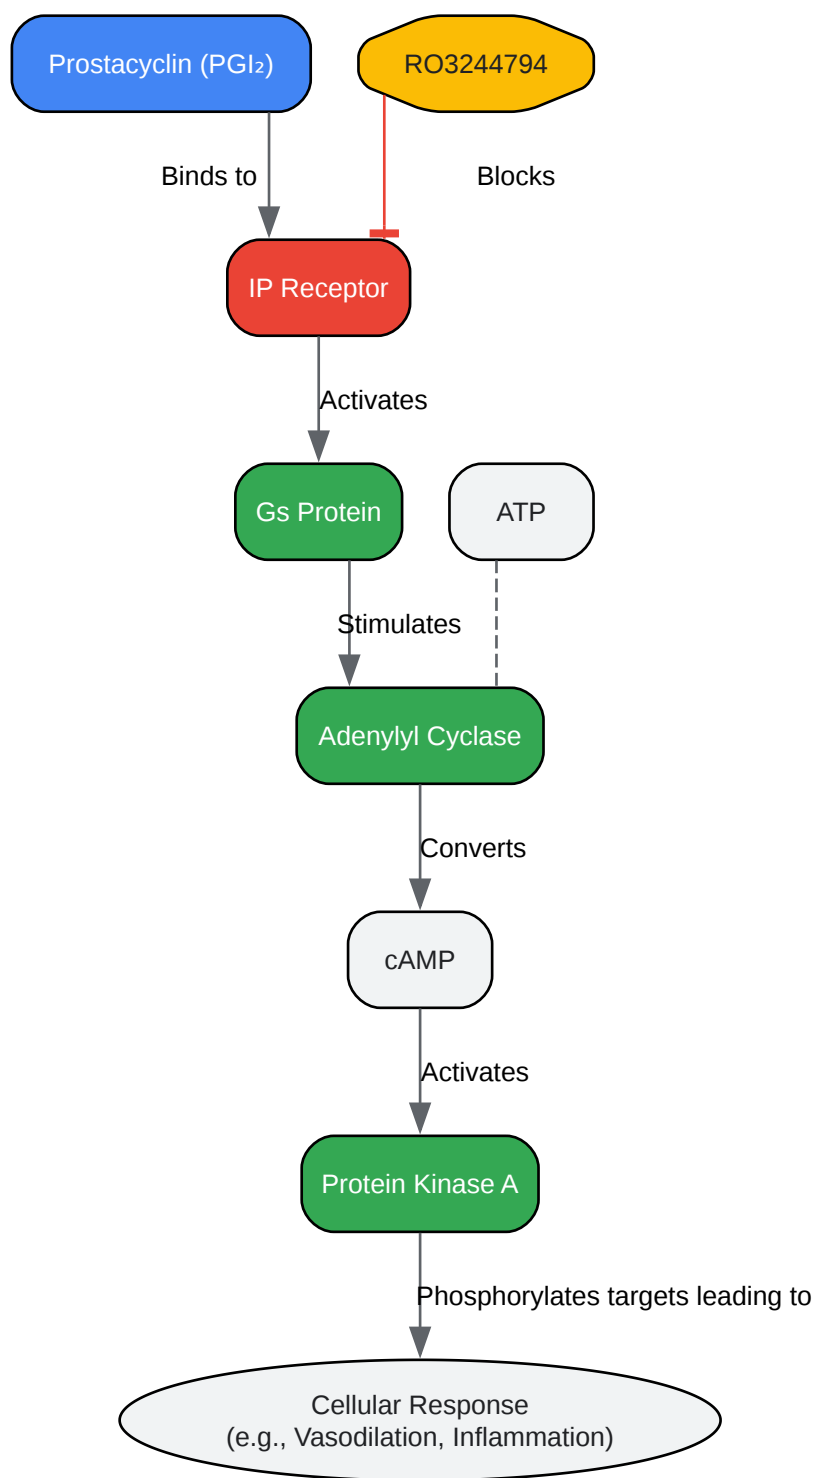 Prostacyclin (PGI₂)
RO3244794
Binds to
Blocks
IP Receptor
Activates
Gs Protein
ATP
Stimulates
Adenylyl Cyclase
Converts
cAMP
Activates
Protein Kinase A
Phosphorylates targets leading to
Cellular Response
(e.g., Vasodilation, Inflammation)